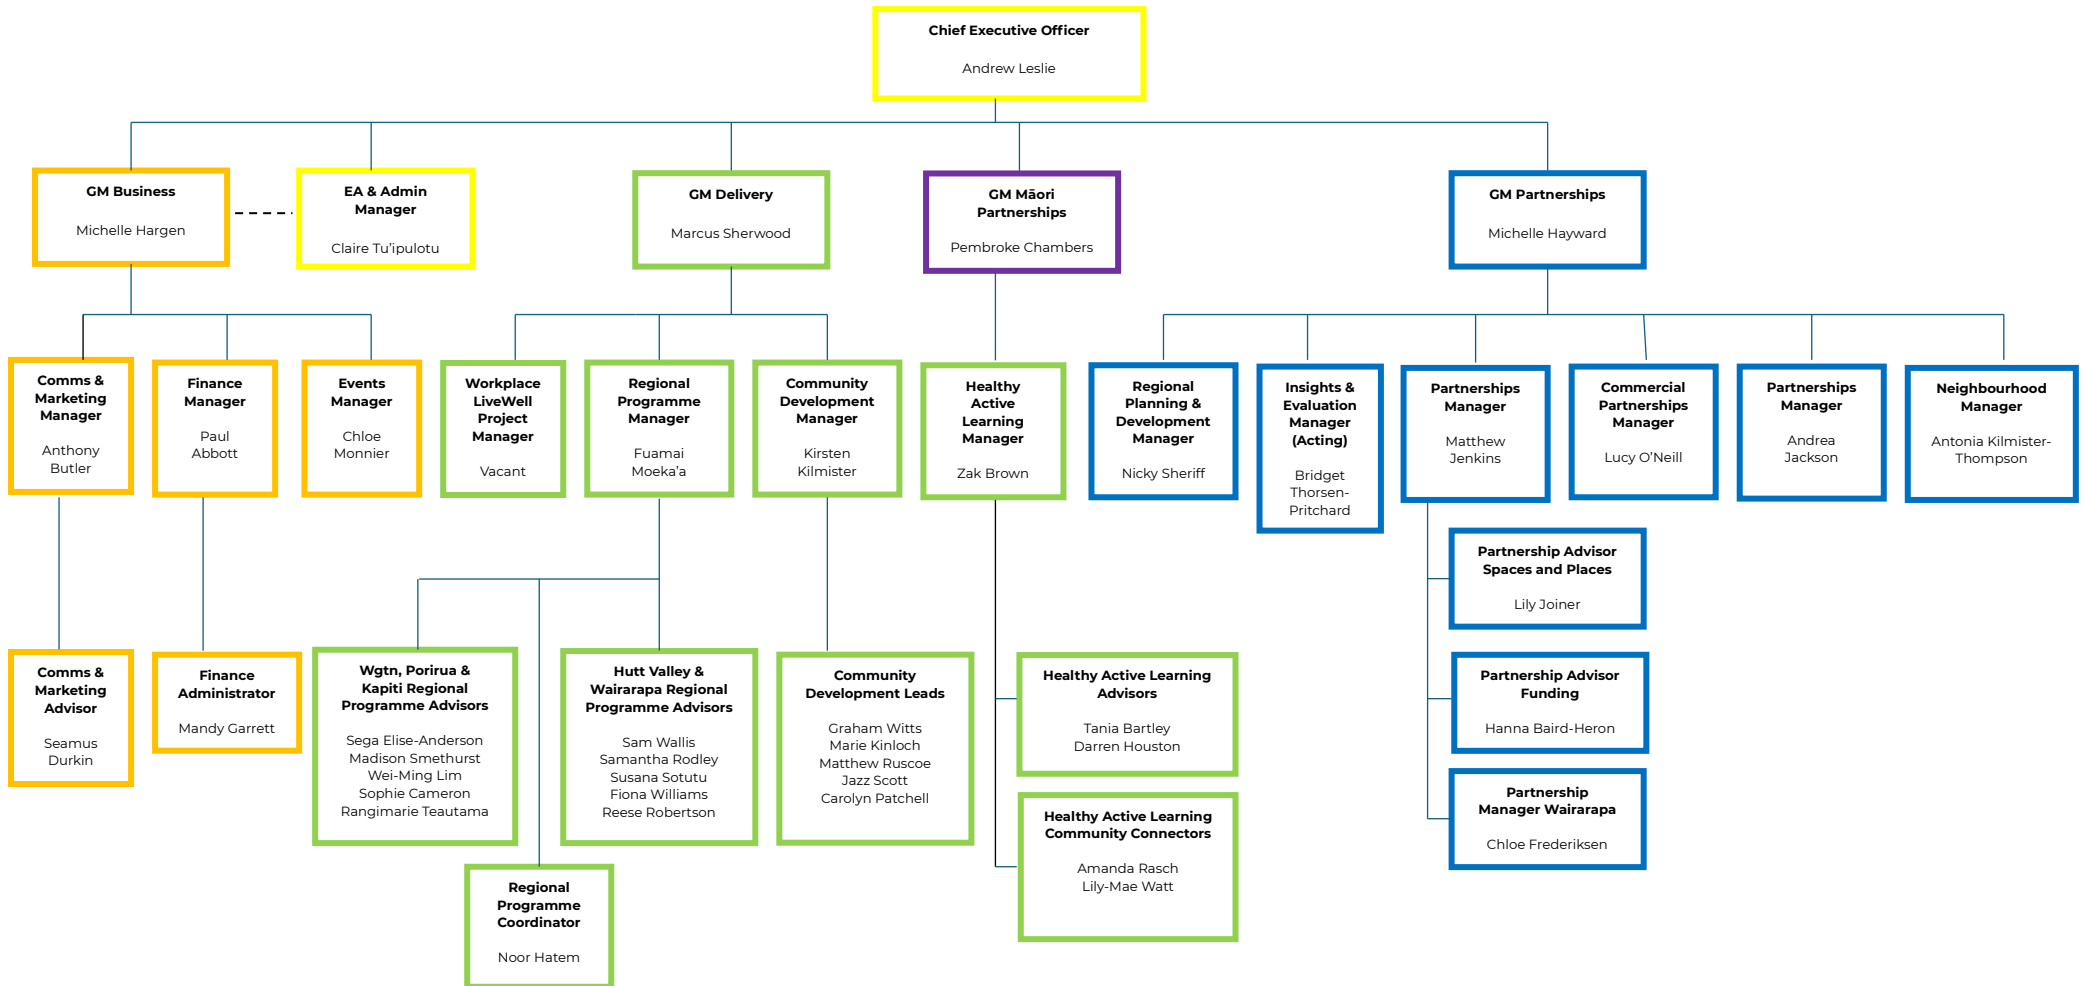 Chief Executive Officer
Andrew Leslie
GM Business
Michelle Hargen
EA & Admin
Manager
Claire Tu’ipulotu
GM Delivery
Marcus Sherwood
GM Māori
Partnerships
Pembroke Chambers
GM Partnerships
Michelle Hayward
Comms &
Marketing
Manager
Anthony
Butler
Finance
Manager
Paul
Abbott
Events
Manager
Chloe
Monnier
Workplace
LiveWell
Project
Manager
Vacant
Regional
Programme
Manager
Fuamai
Moeka’a
Community
Development
Manager
Kirsten
Kilmister
Healthy
Active
Learning
Manager
Zak Brown
Regional
Planning &
Development
Manager
Nicky Sheriff
Insights &
Evaluation
Manager
(Acting)
Bridget
Thorsen-
Pritchard
Partnerships
Manager
Matthew
Jenkins
Commercial
Partnerships
Manager
Lucy O’Neill
Partnerships
Manager
Andrea
Jackson
Neighbourhood
Manager
Antonia Kilmister-
Thompson
Partnership Advisor
Spaces and Places
Lily Joiner
Comms &
Marketing
Advisor
Seamus
Durkin
Finance
Administrator
Mandy Garrett
Wgtn, Porirua &
Kapiti Regional
Programme Advisors
Sega Elise-Anderson
Madison Smethurst
Wei-Ming Lim
Sophie Cameron
Rangimarie Teautama
Hutt Valley &
Wairarapa Regional
Programme Advisors
Sam Wallis
Samantha Rodley
Susana Sotutu
Fiona Williams
Reese Robertson
Community
Development Leads
Graham Witts
Marie Kinloch
Matthew Ruscoe
Jazz Scott
Carolyn Patchell
Healthy Active Learning
Advisors
Tania Bartley
Darren Houston
Partnership Advisor
Funding
Hanna Baird-Heron
Partnership
Manager Wairarapa
Chloe Frederiksen
Healthy Active Learning
Community Connectors
Amanda Rasch
Lily-Mae Watt
Regional
Programme
Coordinator
Noor Hatem